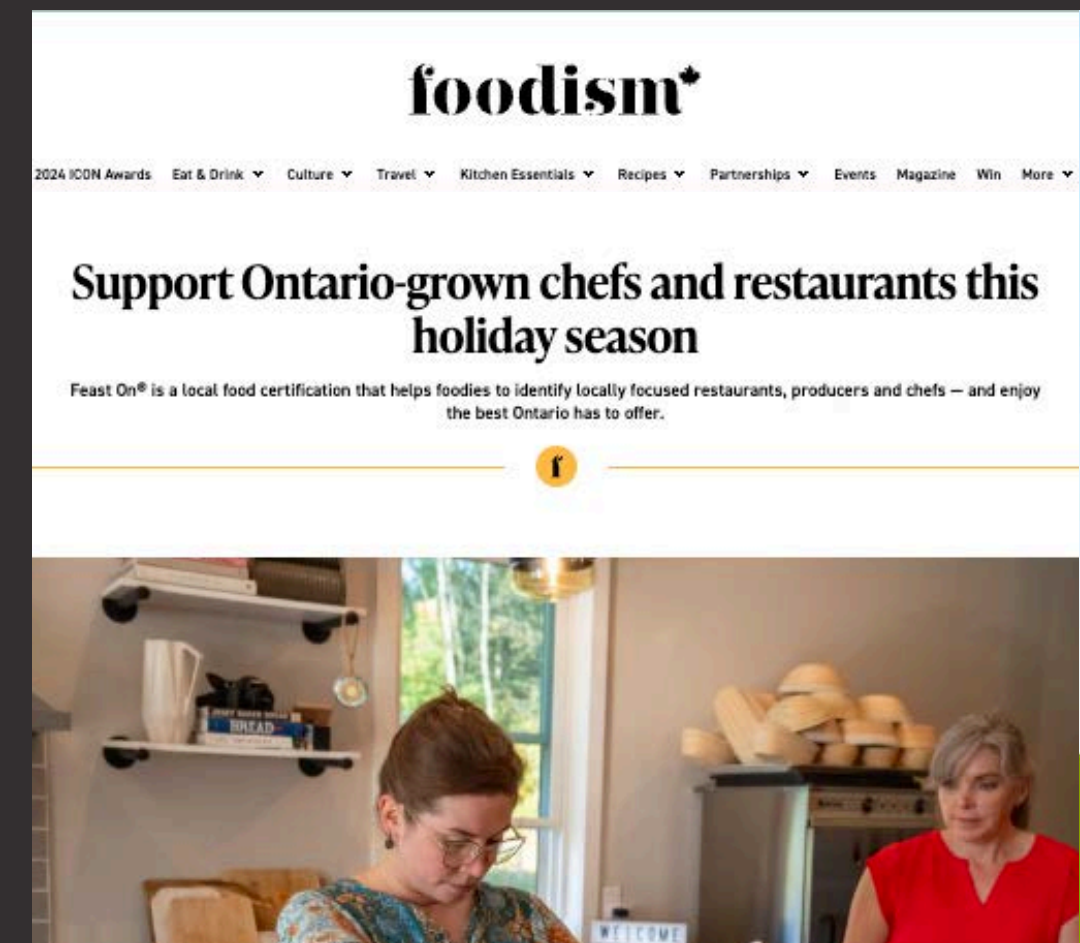 foodism
2024 ICON Awards Eat & Drink Culture Travel Kitchen Essentials Recipes Partnerships Events Magazine Win More
Support Ontario-grown chefs and restaurants this
holiday season
Feast On® is a local food certification that helps foodies to identify locally focused restaurants, producers and chefs — and enjoy
the best Ontario has to offer.
f
BREAD
WELCOME